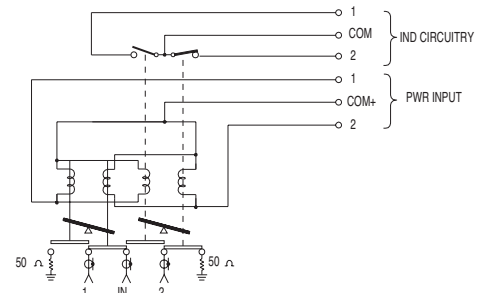 1
COM
IND CIRCUITRY
2
1
COM+
PWR INPUT
2
50 Ω
50 Ω
1 IN 2